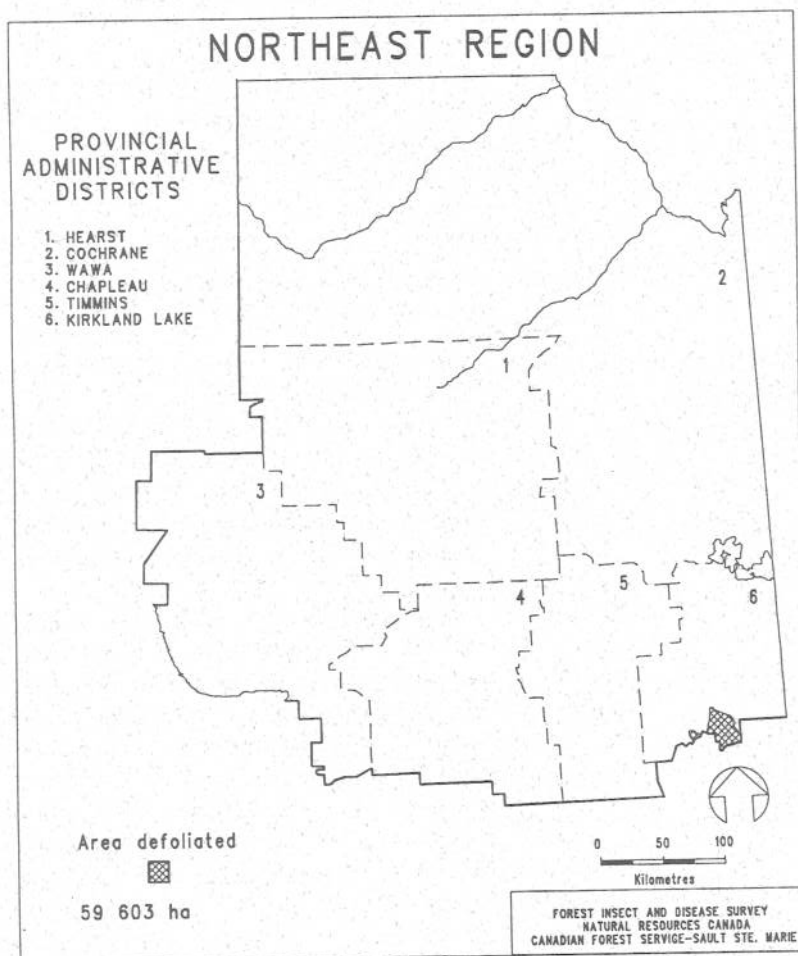 NORTHEAST REGION
PROVINCIAL
ADMINISTRATIVE
DISTRICTS
1. HEARST
2. COCHRANE
3. WAWA
4. CHAPLEAU
5. TIMMINS
6. KIRKLAND LAKE
2
1
3
4
5
6
Area defoliated
59 603 ha
0 50 100
Kilometres
FOREST INSECT AND DISEASE SURVEY
NATURAL RESOURCES CANADA
CANADIAN FOREST SERVICE-SAULT STE. MARIE